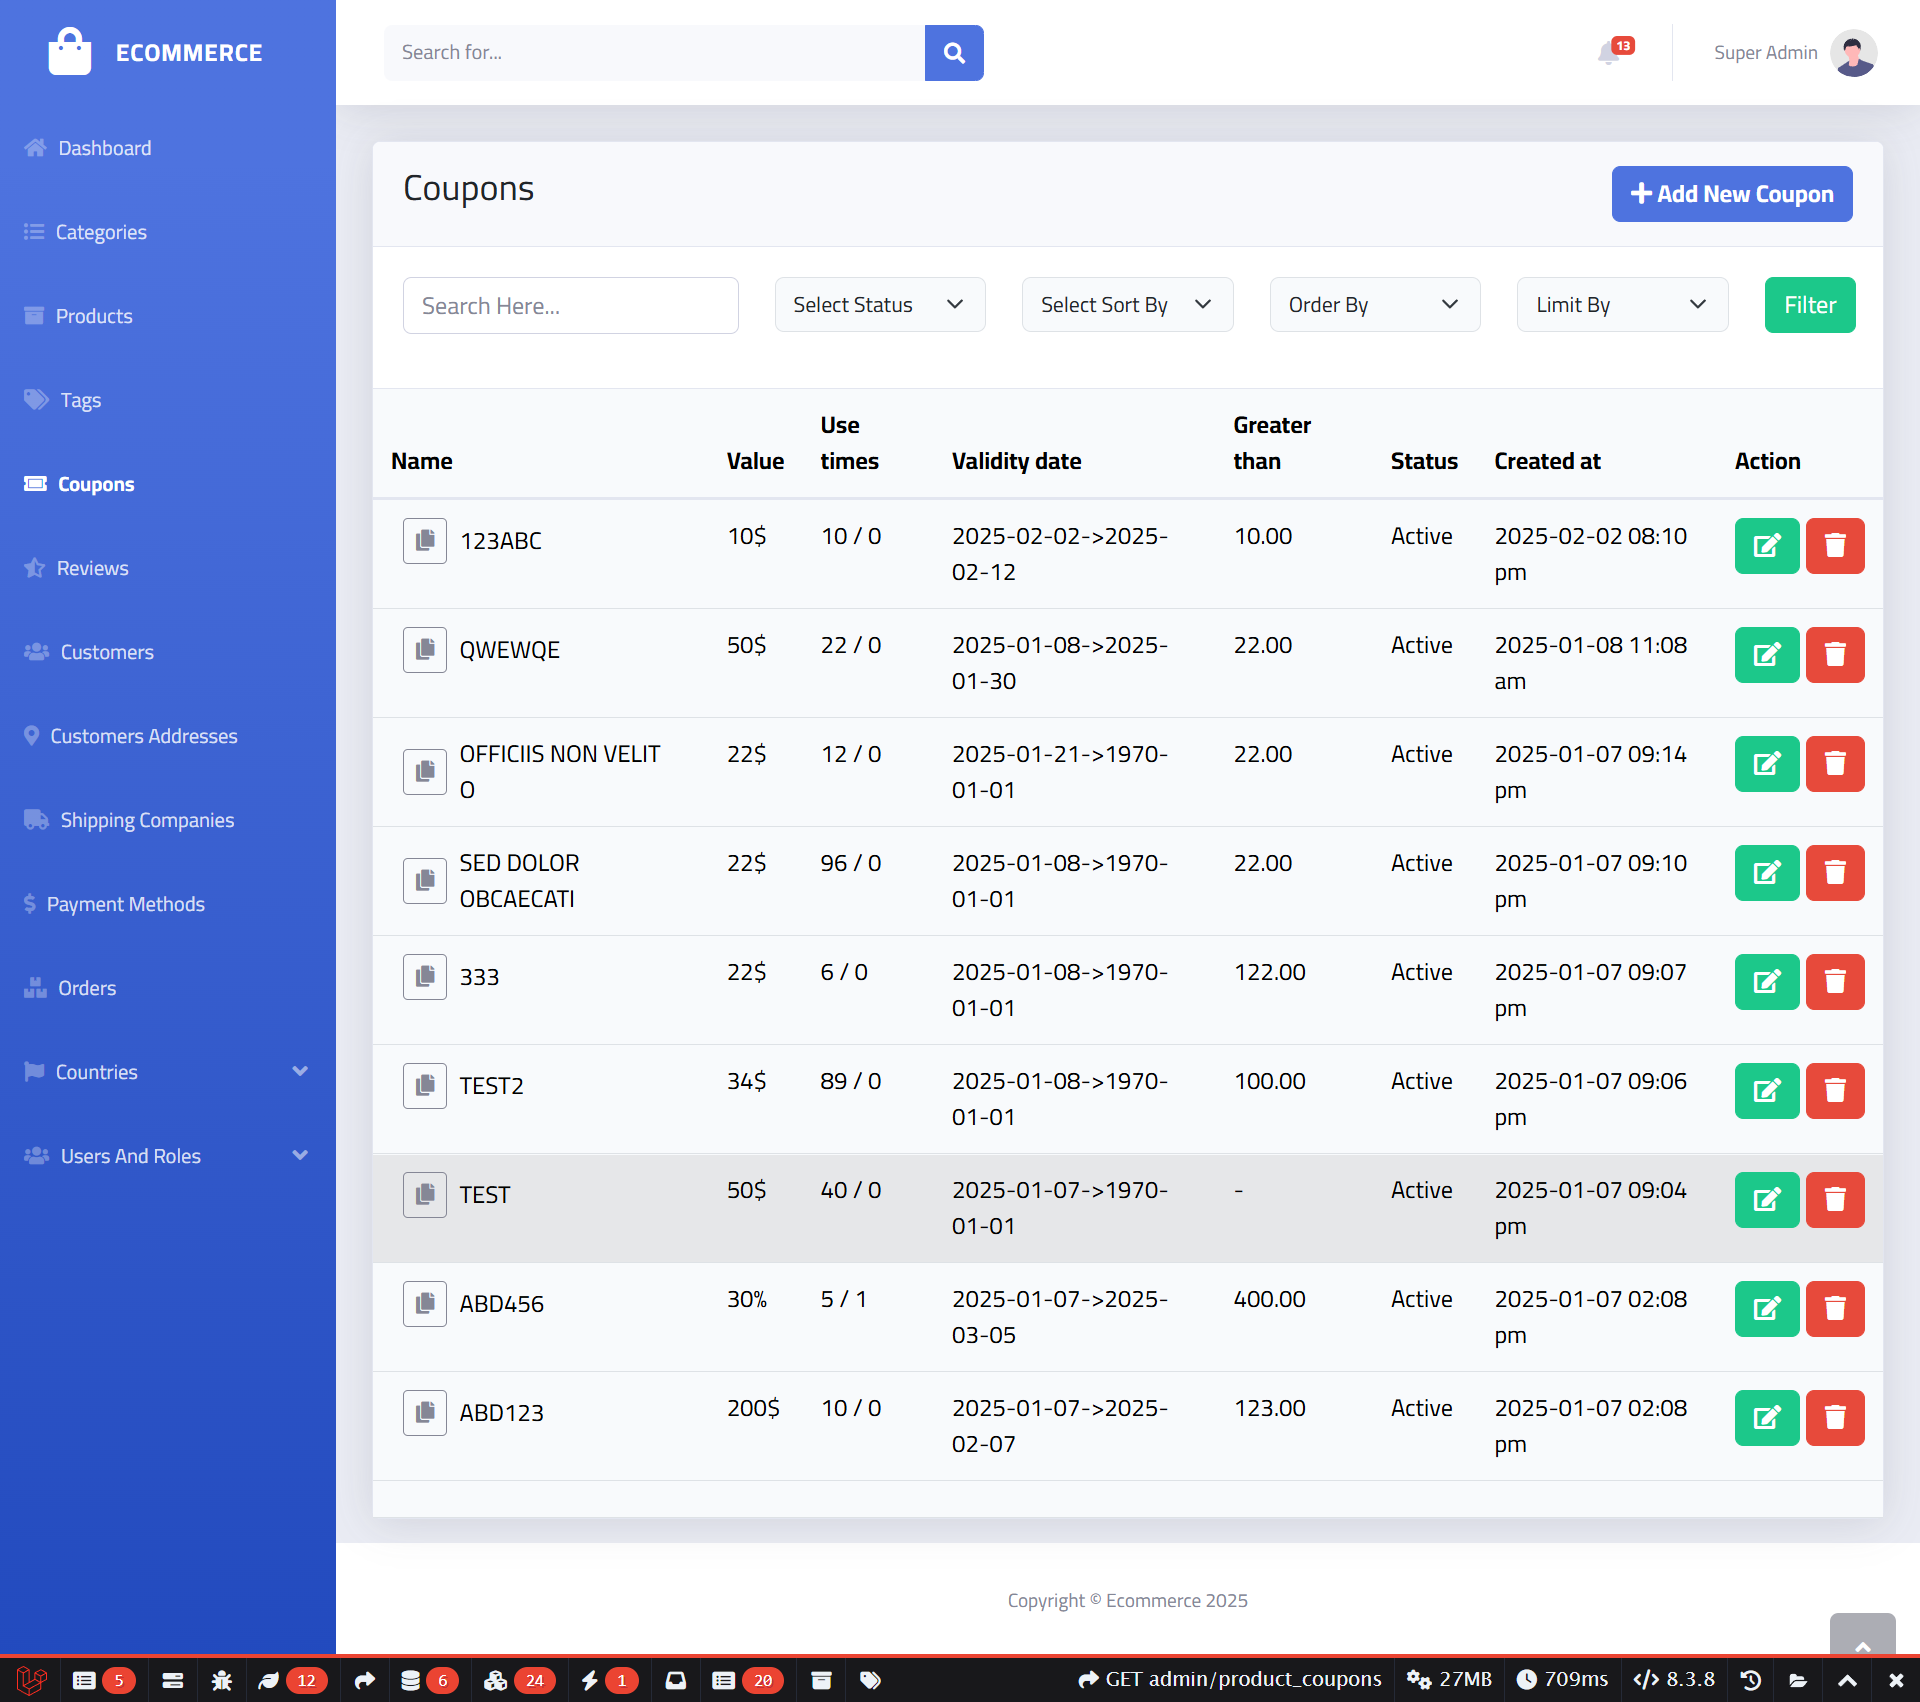 ECOMMERCE
Search for...
13
Super Admin
Dashboard
Categories
Products
Tags
Coupons
Reviews
Customers
Customers Addresses
Shipping Companies
Payment Methods
Orders
Countries
Users And Roles
Coupons
Add New Coupon
Search Here...
Select Status
Select Sort By
Order By
Limit By
Filter
Name Value Use times Validity date Greater than Status Created at Action
123ABC 10$ 10 / 0 2025-02-02->2025- 10.00 Active 2025-02-02 08:10
02-12 pm
QWEWQE 50$ 22 / 0 2025-01-08->2025- 22.00 Active 2025-01-08 11:08
01-30 am
OFFICIIS NON VELIT 22$ 12 / 0 2025-01-21->1970- 22.00 Active 2025-01-07 09:14
O 01-01 pm
SED DOLOR 22$ 96 / 0 2025-01-08->1970- 22.00 Active 2025-01-07 09:10
OBCAECATI 01-01 pm
333 22$ 6 / 0 2025-01-08->1970- 122.00 Active 2025-01-07 09:07
01-01 pm
TEST2 34$ 89 / 0 2025-01-08->1970- 100.00 Active 2025-01-07 09:06
01-01 pm
TEST 50$ 40 / 0 2025-01-07->1970- - Active 2025-01-07 09:04
01-01 pm
ABD456 30% 5 / 1 2025-01-07->2025- 400.00 Active 2025-01-07 02:08
03-05 pm
ABD123 200$ 10 / 0 2025-01-07->2025- 123.00 Active 2025-01-07 02:08
02-07 pm
Copyright © Ecommerce 2025
5 12 6 24 1 20 GET admin/product_coupons 27MB 709ms 8.3.8